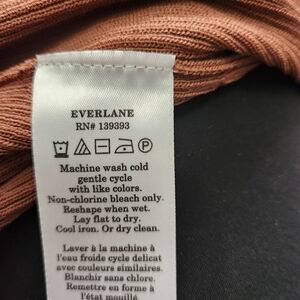 EVERLANE
RN# 139393
P
Machine wash cold
gentle cycle
with like colors.
Non-chlorine bleach only.
Reshape when wet.
Lay flat to dry.
Cool iron. Or dry clean.
Laver à la machine à
l'eau froide cycle delicat
avec couleurs similaires.
Blanchir sans chlore.
Remettre en forme à
l'état mouillé